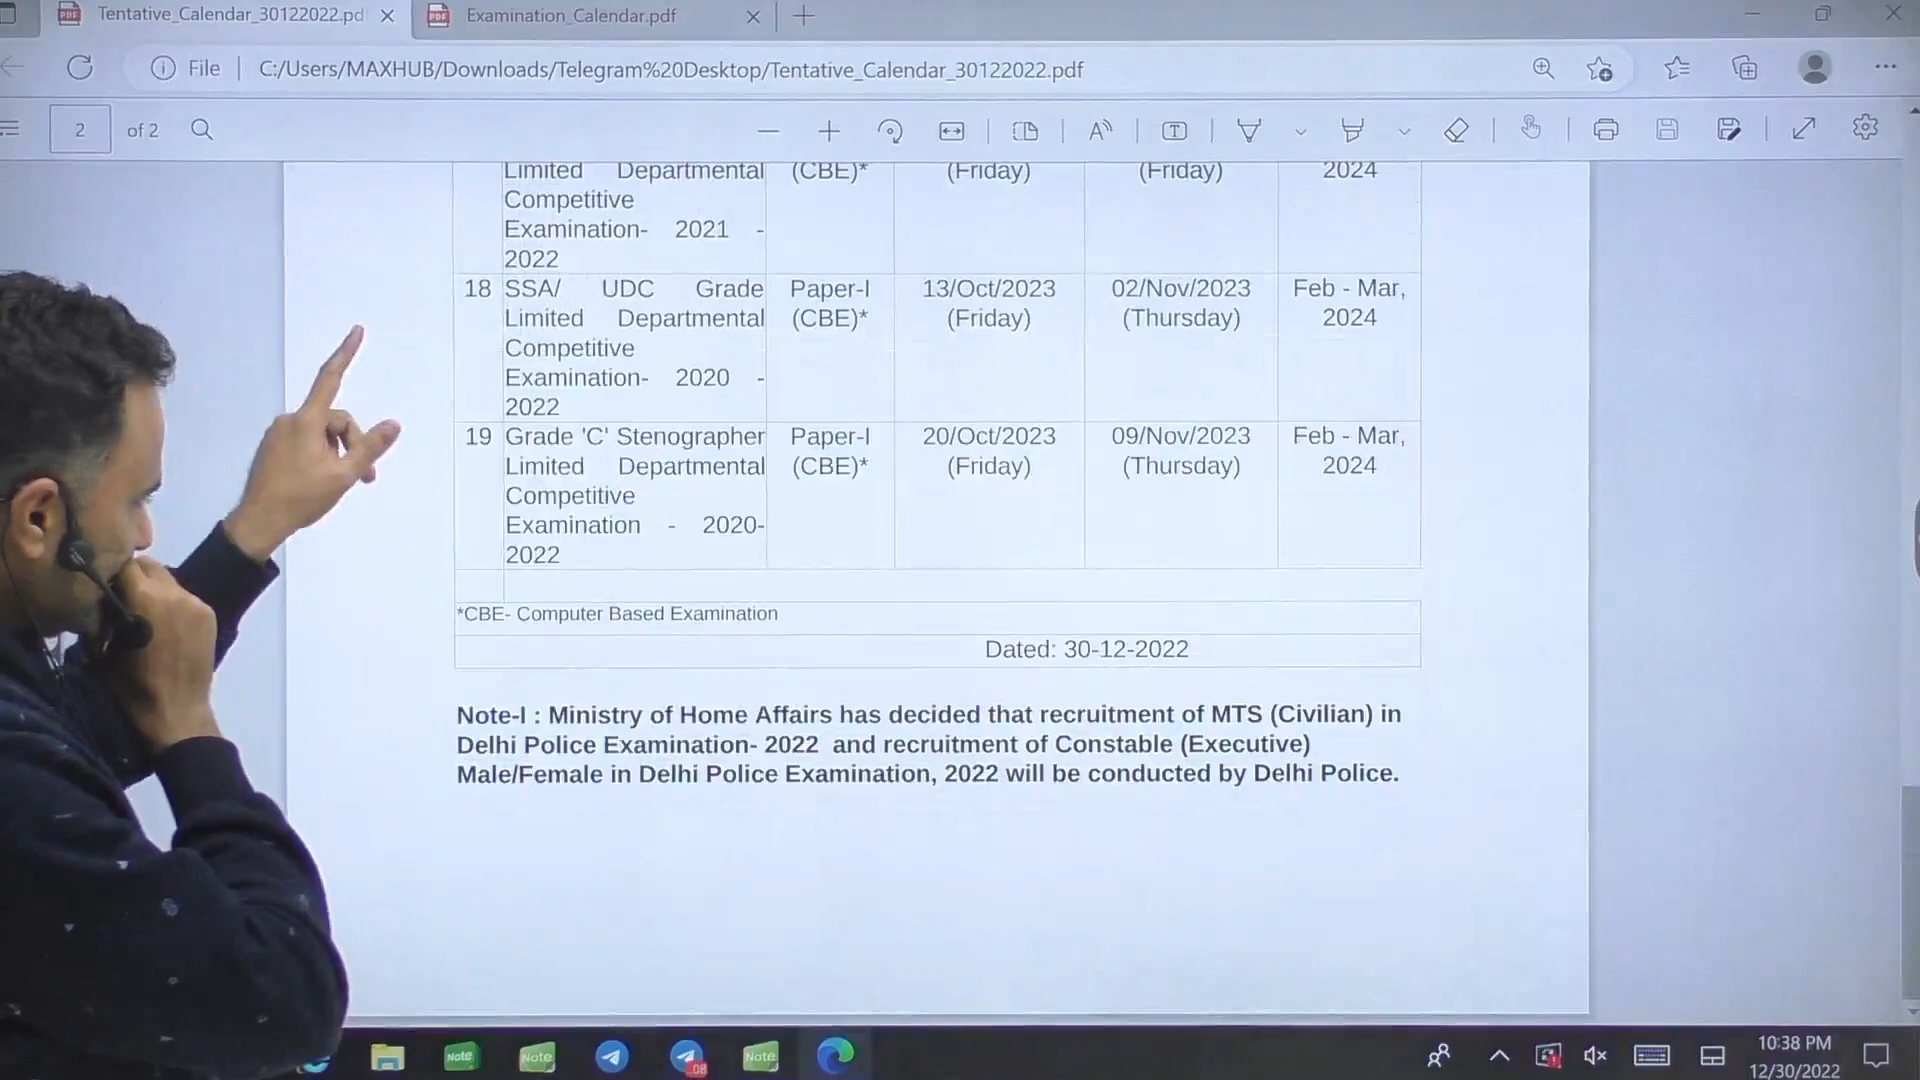 Tentative_Calendar_30122022.pd
Examination_Calendar.pdf
File
C:/Users/MAXHUB/Downloads/Telegram%20Desktop/Tentative_Calendar_30122022.pdf
2 of 2
Limited Departmental (CBE)* (Friday) (Friday) 2024
Competitive
Examination- 2021 -
2022
18 SSA/ UDC Grade Paper-I 13/Oct/2023 02/Nov/2023 Feb - Mar,
Limited Departmental (CBE)* (Friday) (Thursday) 2024
Competitive
Examination- 2020 -
2022
19 Grade 'C' Stenographer Paper-I 20/Oct/2023 09/Nov/2023 Feb - Mar,
Limited Departmental (CBE)* (Friday) (Thursday) 2024
Competitive
Examination - 2020-
2022
*CBE- Computer Based Examination
Dated: 30-12-2022
Note-I : Ministry of Home Affairs has decided that recruitment of MTS (Civilian) in
Delhi Police Examination- 2022 and recruitment of Constable (Executive)
Male/Female in Delhi Police Examination, 2022 will be conducted by Delhi Police.
Note
Note
08
Note
10:38 PM
12/30/2022